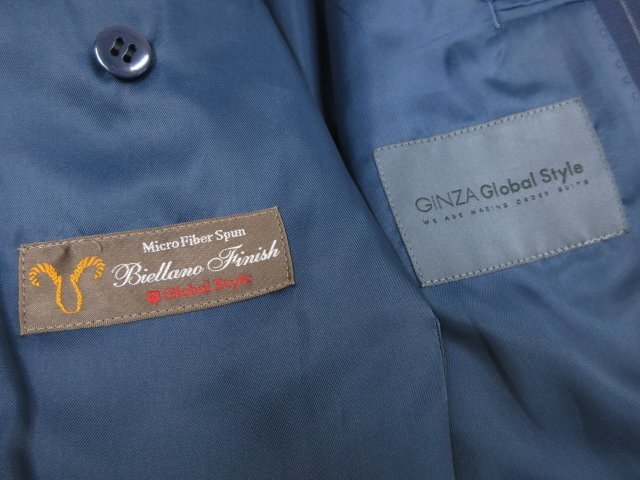 Micro Fiber Spun
Biellano Finish
Global Style
GINZA Global Style
WE ARE MAKING ORDER SUITS